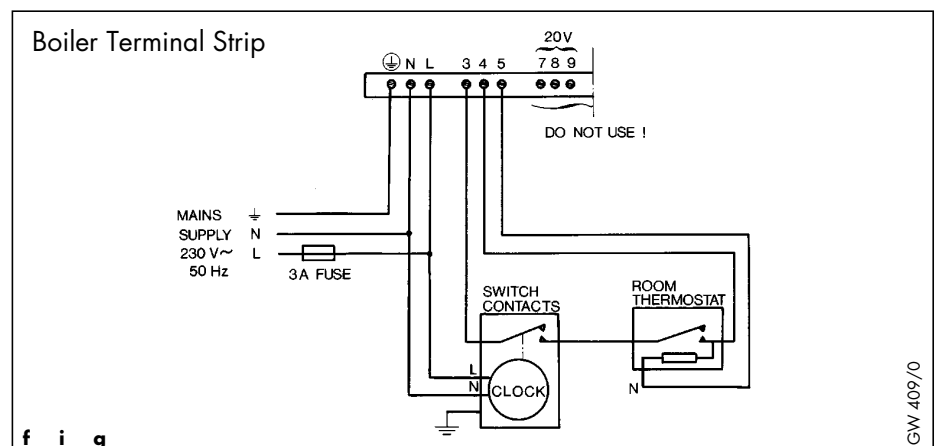 Boiler Terminal Strip
20V
N L 3 4 5 7 8 9
DO NOT USE !
MAINS
SUPPLY N
230 V~ L
50 Hz
3A FUSE
SWITCH
CONTACTS
ROOM
THERMOSTAT
L
N
CLOCK
N
GW 409/0
f i g